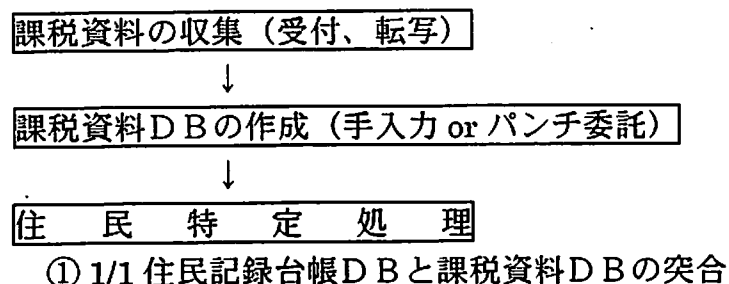 課税資料の収集（受付、転写）
↓
課税資料ＤＢの作成（手入力 or パンチ委託）
↓
住　民　特　定　処　理
① 1/1 住民記録台帳ＤＢと課税資料ＤＢの突合